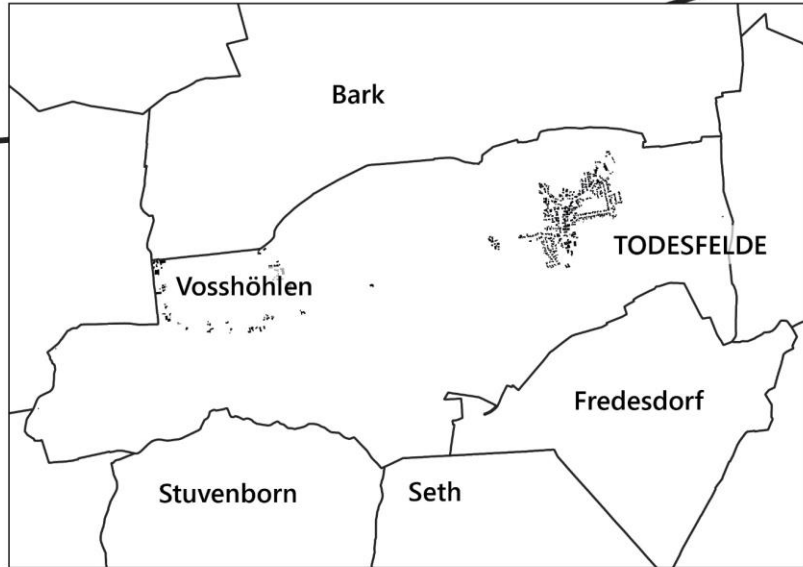 Bark
TODESFELDE
Vosshöhlen
Fredesdorf
Stuvenborn
Seth